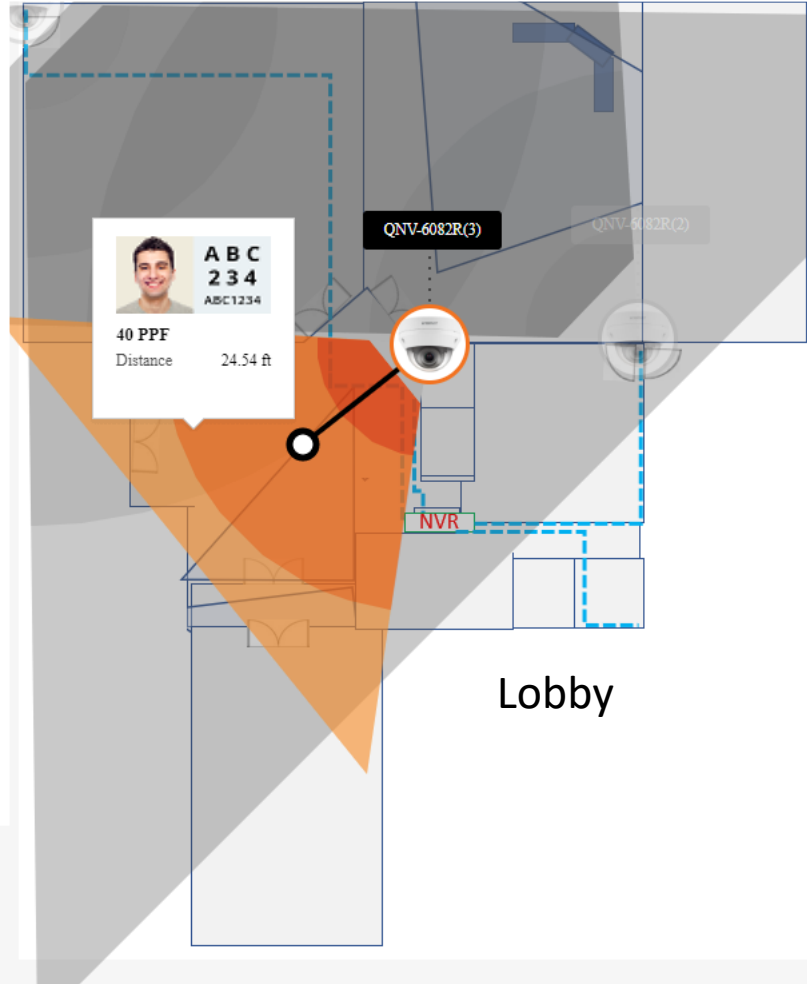 QNV-6082R(3)
QNV-6082R(2)
A B C
2 3 4
ABC1234
40 PPF
Distance 24.54 ft
NVR
Lobby